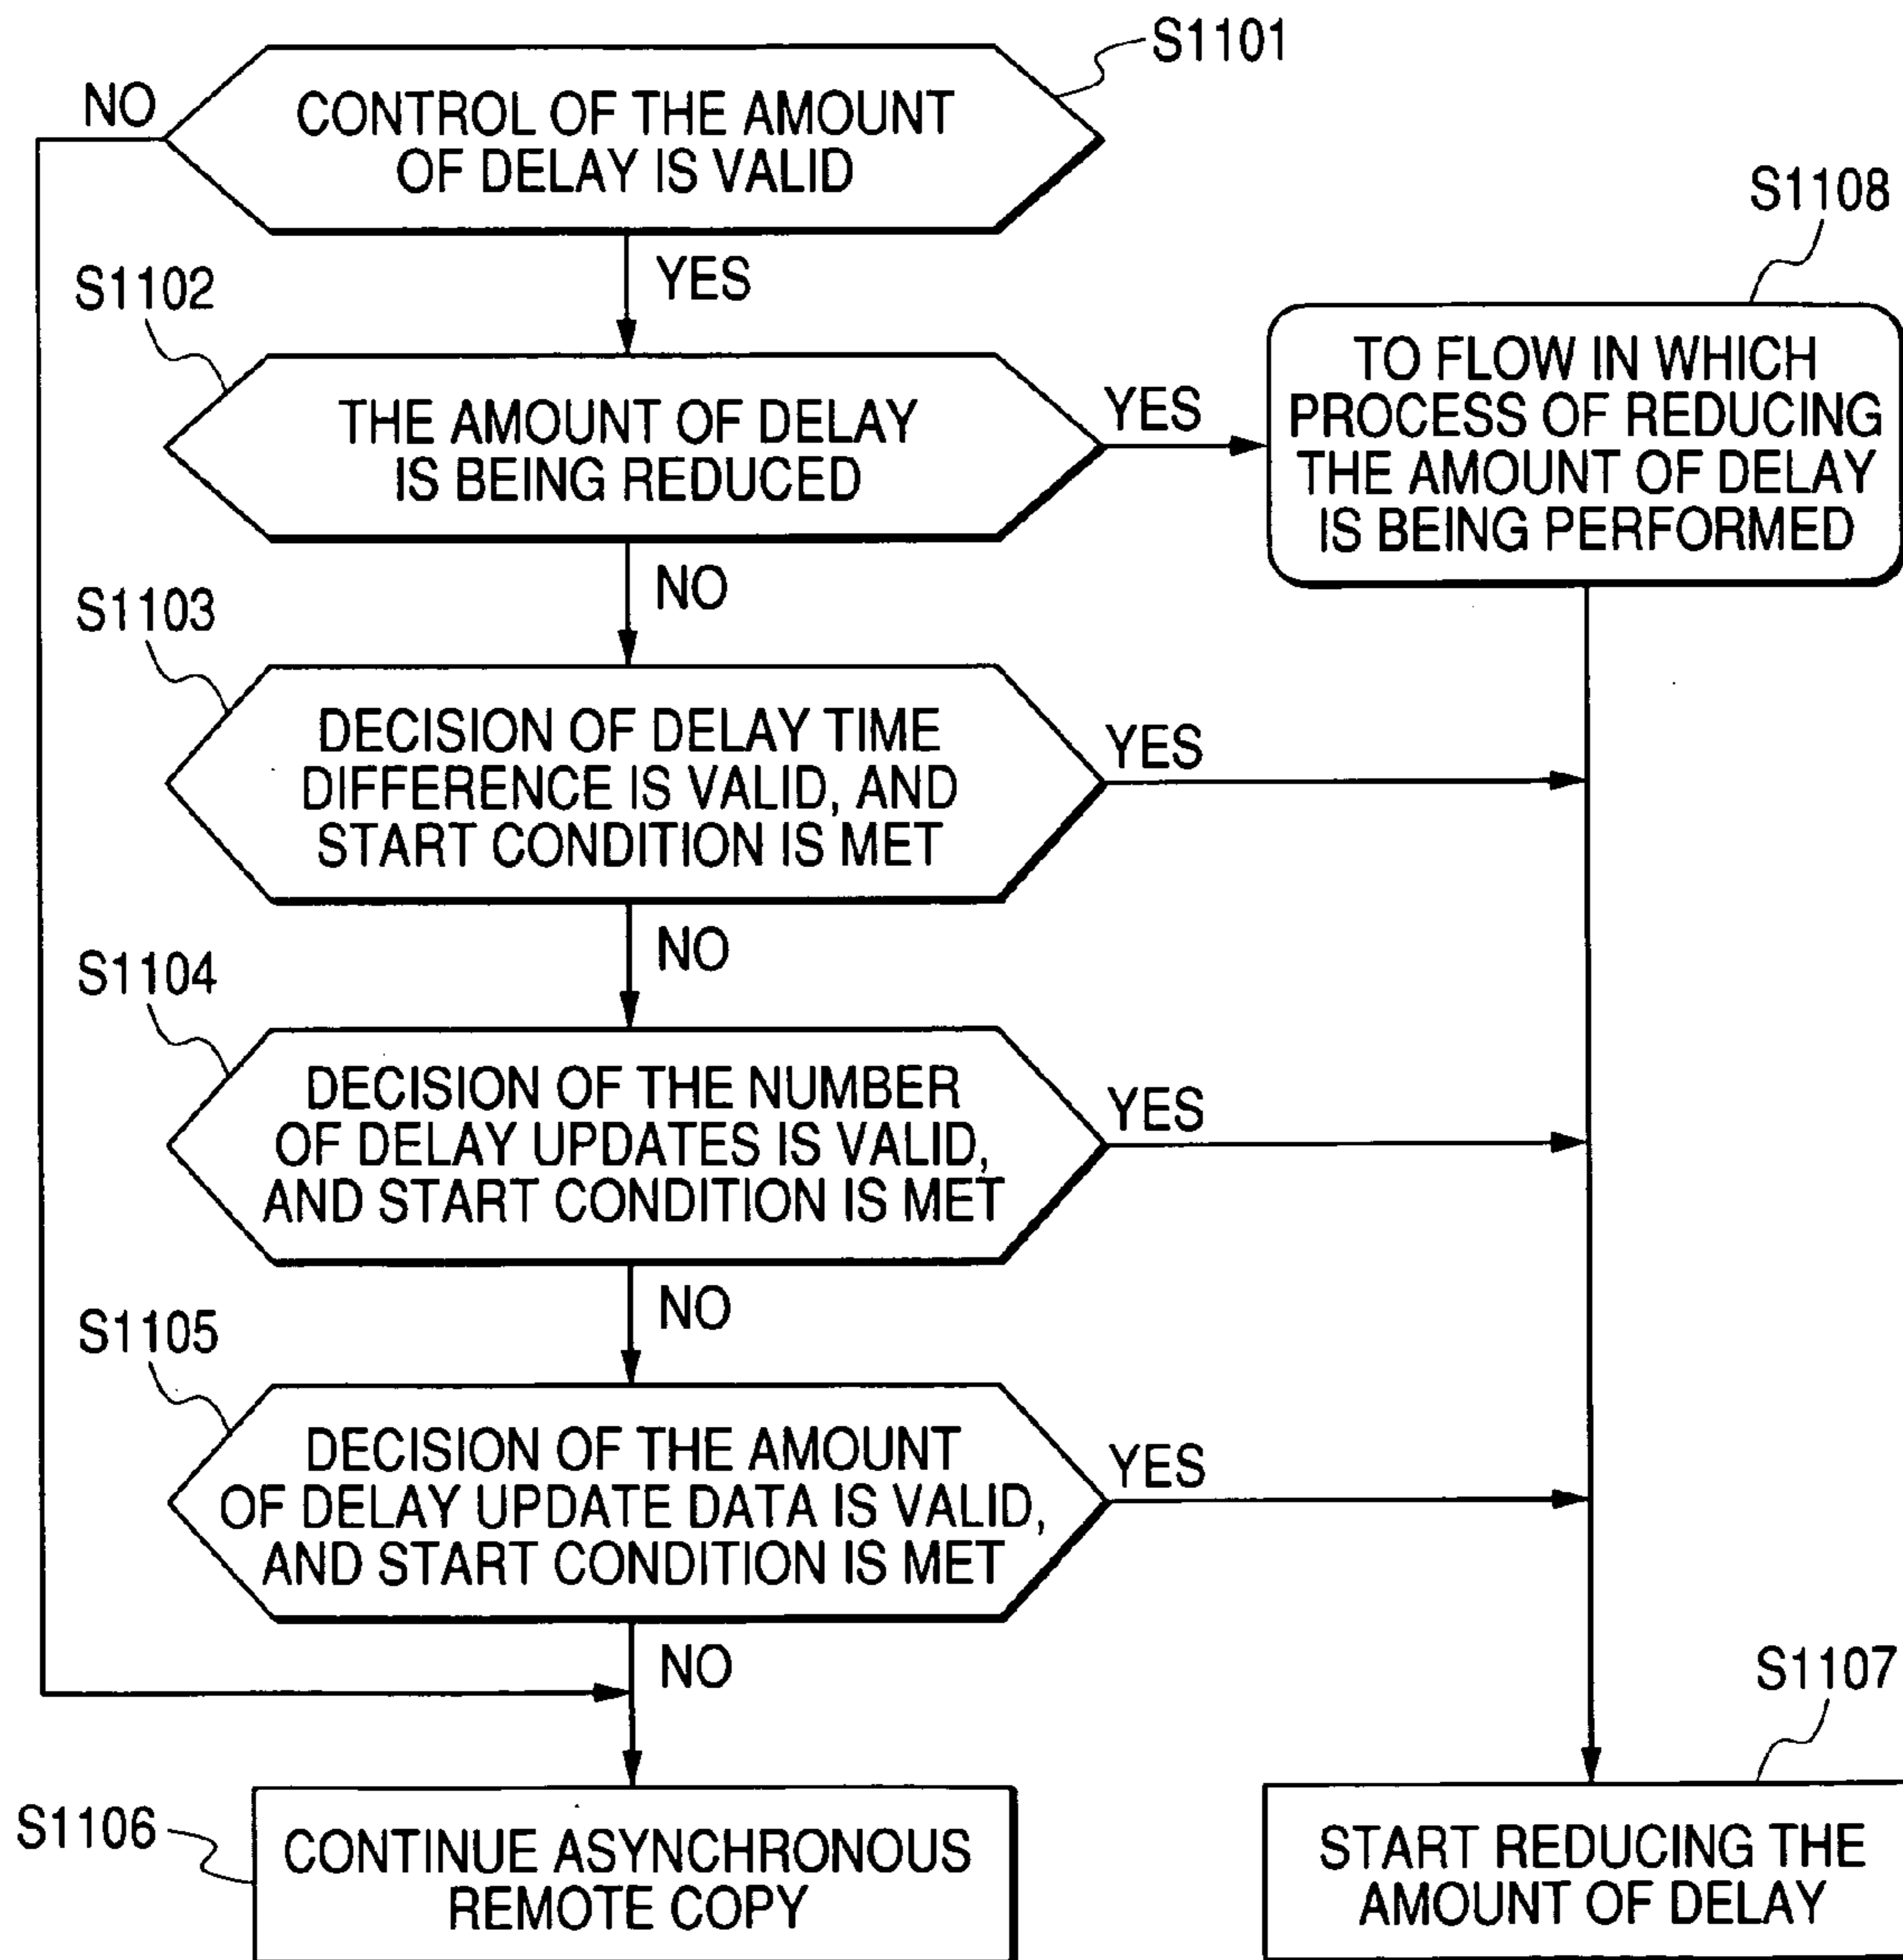 S1101
NO
CONTROL OF THE AMOUNT
OF DELAY IS VALID
S1108
YES
S1102
TO FLOW IN WHICH
PROCESS OF REDUCING
THE AMOUNT OF DELAY
IS BEING PERFORMED
YES
THE AMOUNT OF DELAY
IS BEING REDUCED
NO
S1103
DECISION OF DELAY TIME
DIFFERENCE IS VALID, AND
START CONDITION IS MET
YES
NO
S1104
DECISION OF THE NUMBER
OF DELAY UPDATES IS VALID,
AND START CONDITION IS MET
YES
NO
S1105
DECISION OF THE AMOUNT
OF DELAY UPDATE DATA IS VALID,
AND START CONDITION IS MET
YES
NO
S1107
S1106
CONTINUE ASYNCHRONOUS
REMOTE COPY
START REDUCING THE
AMOUNT OF DELAY